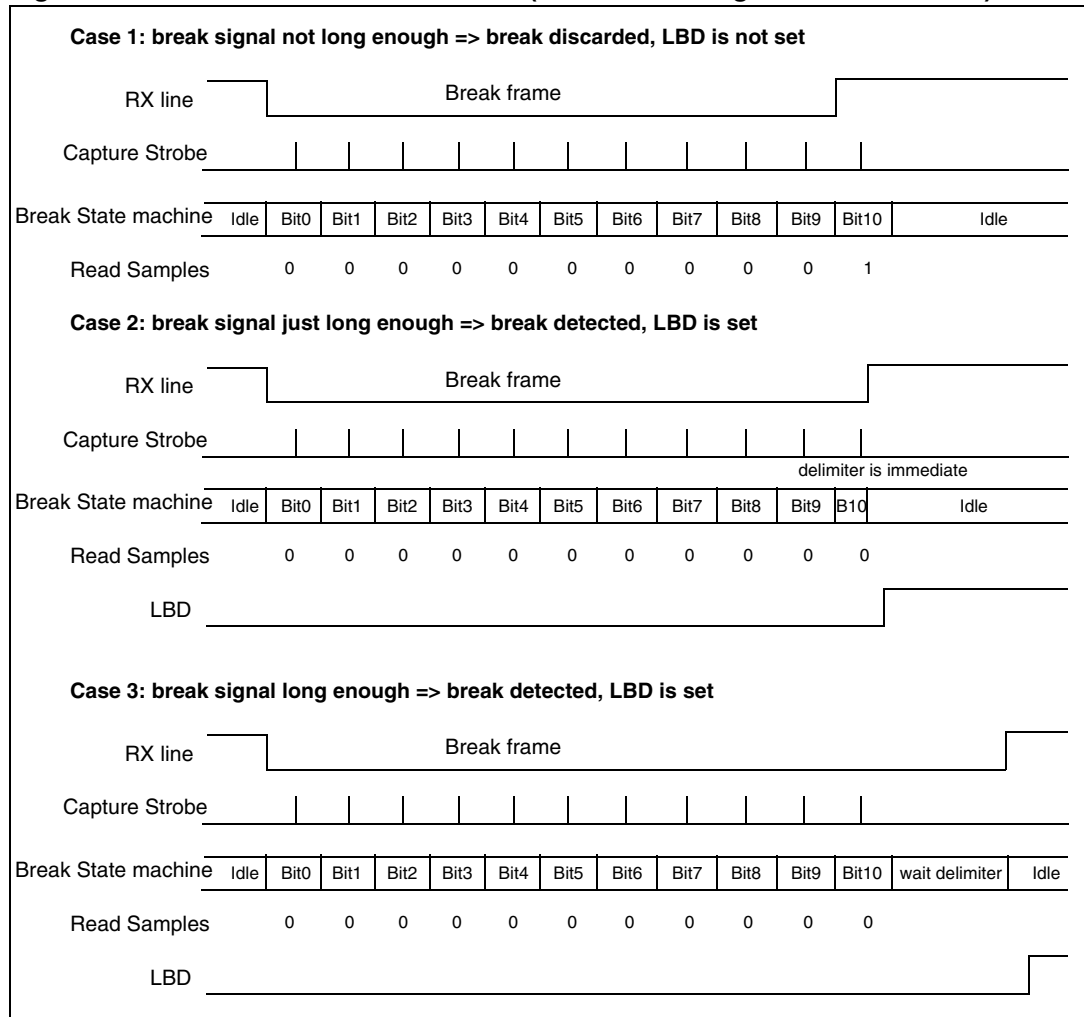 Case 1: break signal not long enough => break discarded, LBD is not set
RX line Break frame
Capture Strobe
Break State machine Idle Bit0 Bit1 Bit2 Bit3 Bit4 Bit5 Bit6 Bit7 Bit8 Bit9 Bit10 Idle
Read Samples 0 0 0 0 0 0 0 0 0 0 1
Case 2: break signal just long enough => break detected, LBD is set
RX line Break frame
Capture Strobe
delimiter is immediate
Break State machine Idle Bit0 Bit1 Bit2 Bit3 Bit4 Bit5 Bit6 Bit7 Bit8 Bit9 B10 Idle
Read Samples 0 0 0 0 0 0 0 0 0 0 0
LBD
Case 3: break signal long enough => break detected, LBD is set
RX line Break frame
Capture Strobe
Break State machine Idle Bit0 Bit1 Bit2 Bit3 Bit4 Bit5 Bit6 Bit7 Bit8 Bit9 Bit10 wait delimiter Idle
Read Samples 0 0 0 0 0 0 0 0 0 0 0
LBD